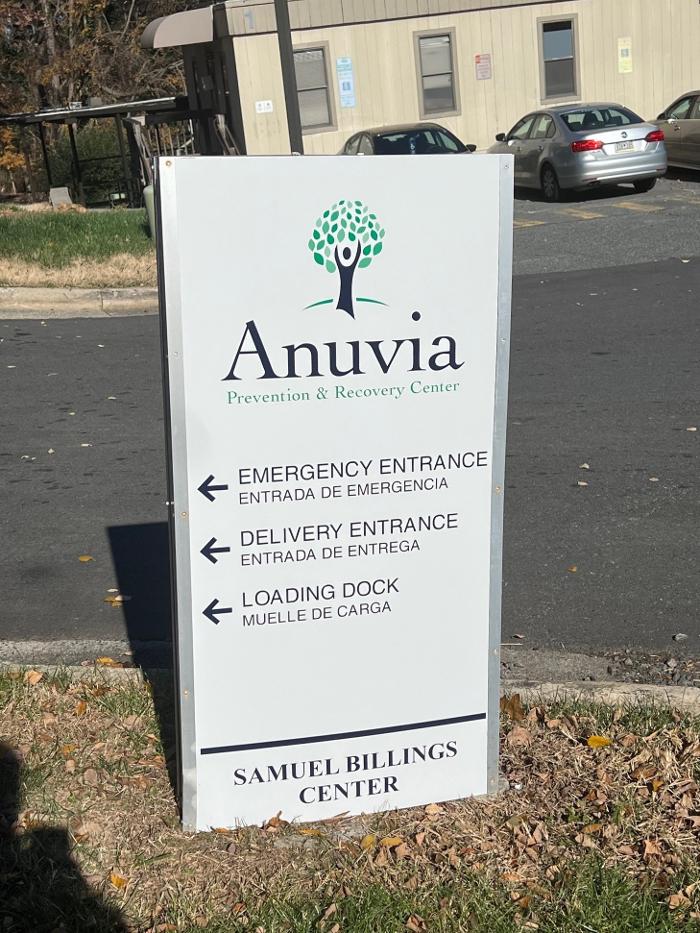 Anuvia
Prevention & Recovery Center
EMERGENCY ENTRANCE
ENTRADA DE EMERGENCIA
DELIVERY ENTRANCE
ENTRADA DE ENTREGA
LOADING DOCK
MUELLE DE CARGA
SAMUEL BILLINGS
CENTER